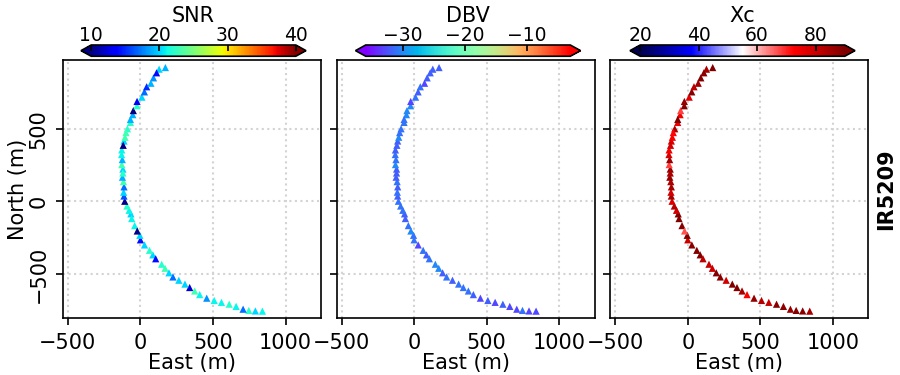 SNR DBV Xc
10 20 30 40 −30 −20 −10 20 40 60 80
North (m)
500
0
−500
−500 0 500 1000 −500 0 500 1000 −500 0 500 1000
East (m) East (m) East (m)
IR5209